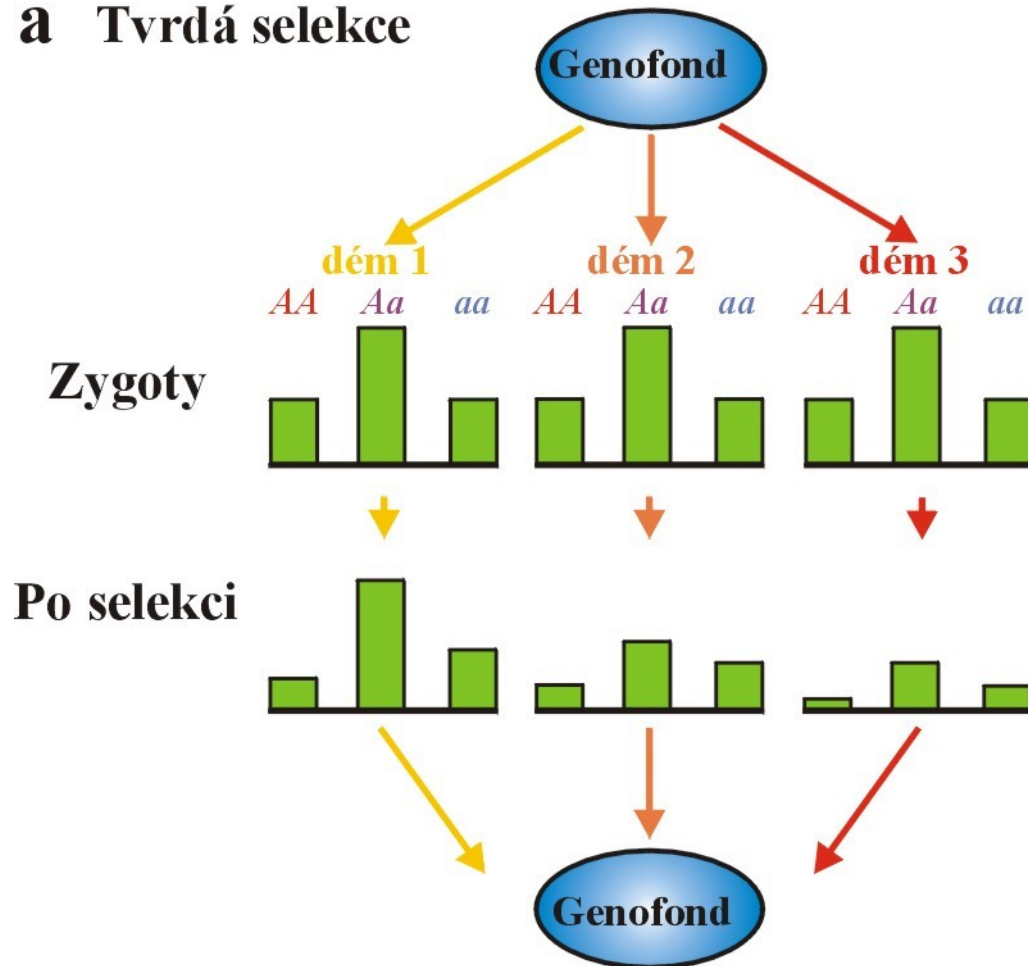 a Tvrdá selekce
Genofond
dém 1 dém 2 dém 3
AA Aa aa AA Aa aa AA Aa aa
Zygoty
Po selekci
Genofond